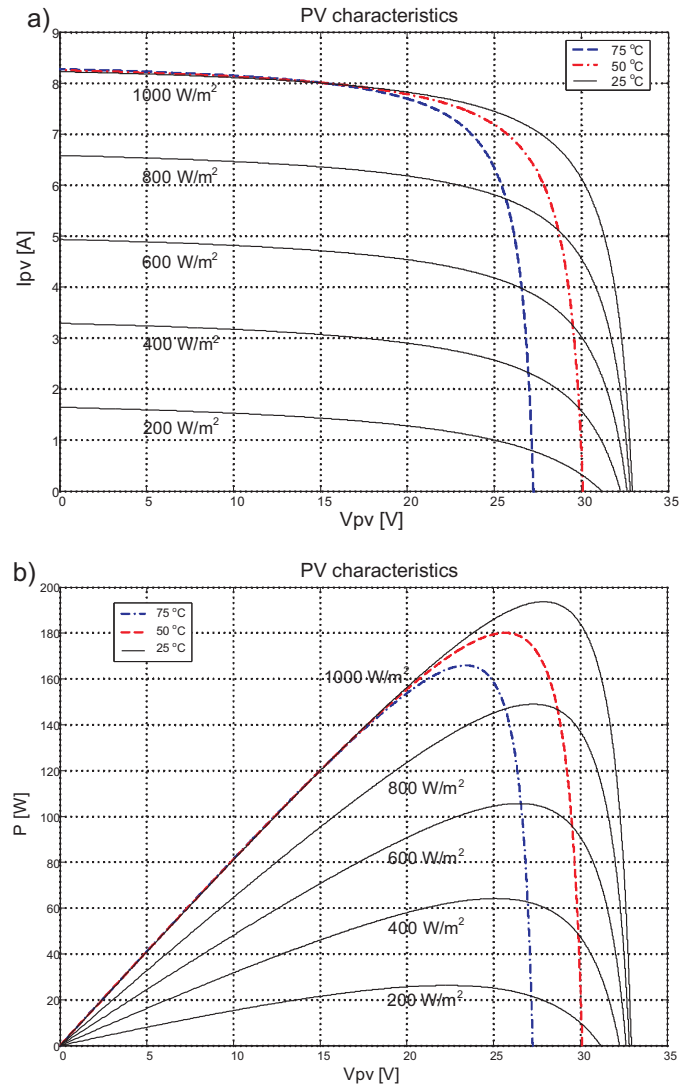 a)
PV characteristics
9
8
7
6
5
4
3
2
1
0
Ipv [A]
75 °C
50 °C
25 °C
1000 W/m²
800 W/m²
600 W/m²
400 W/m²
200 W/m²
0 5 10 15 20 25 30 35
Vpv [V]
b)
PV characteristics
200
180
160
140
120
100
80
60
40
20
0
P [W]
75 °C
50 °C
25 °C
1000 W/m²
800 W/m²
600 W/m²
400 W/m²
200 W/m²
0 5 10 15 20 25 30 35
Vpv [V]